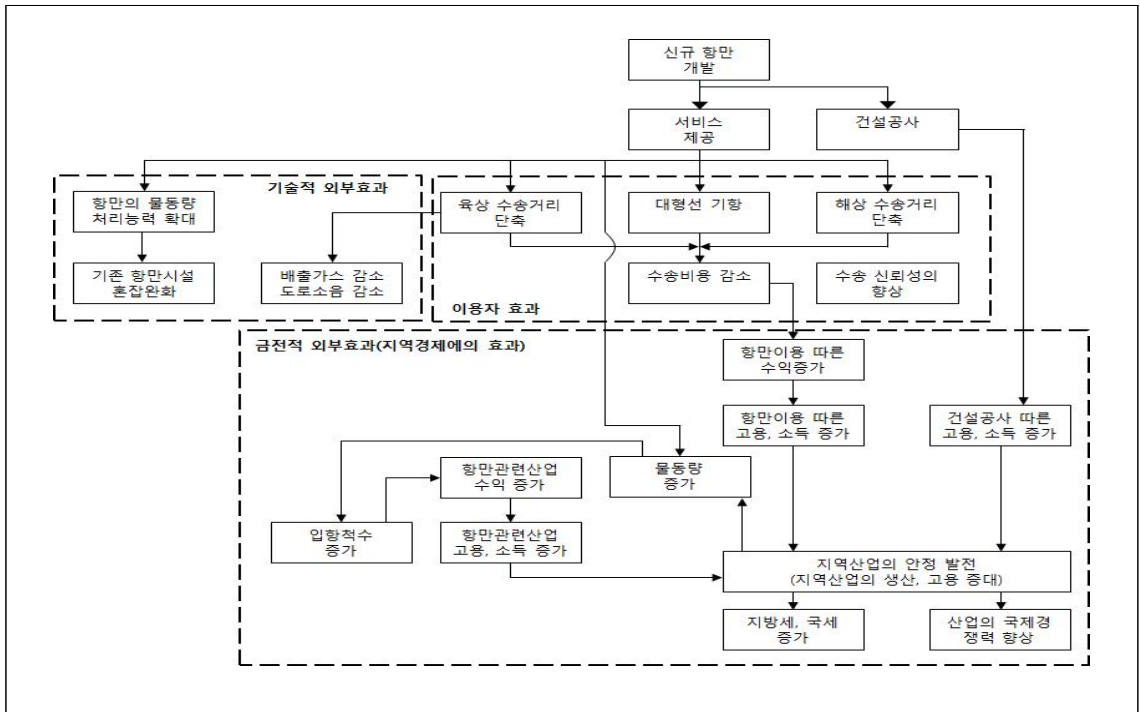 신규 항만
개발
서비스
제공
건설공사
기술적 외부효과
항만의 물동량
처리능력 확대
육상 수송거리
단축
대형선 기항
해상 수송거리
단축
기존 항만시설
혼잡완화
배출가스 감소
도로소음 감소
수송비용 감소
수송 신뢰성의
향상
이용자 효과
금전적 외부효과(지역경제에의 효과)
항만이용 따른
수익증가
항만이용 따른
고용, 소득 증가
건설공사 따른
고용, 소득 증가
항만관련산업
수익 증가
물동량
증가
입항척수
증가
항만관련산업
고용, 소득 증가
지역산업의 안정 발전
(지역산업의 생산, 고용 증대)
지방세, 국세
증가
산업의 국제경
쟁력 향상